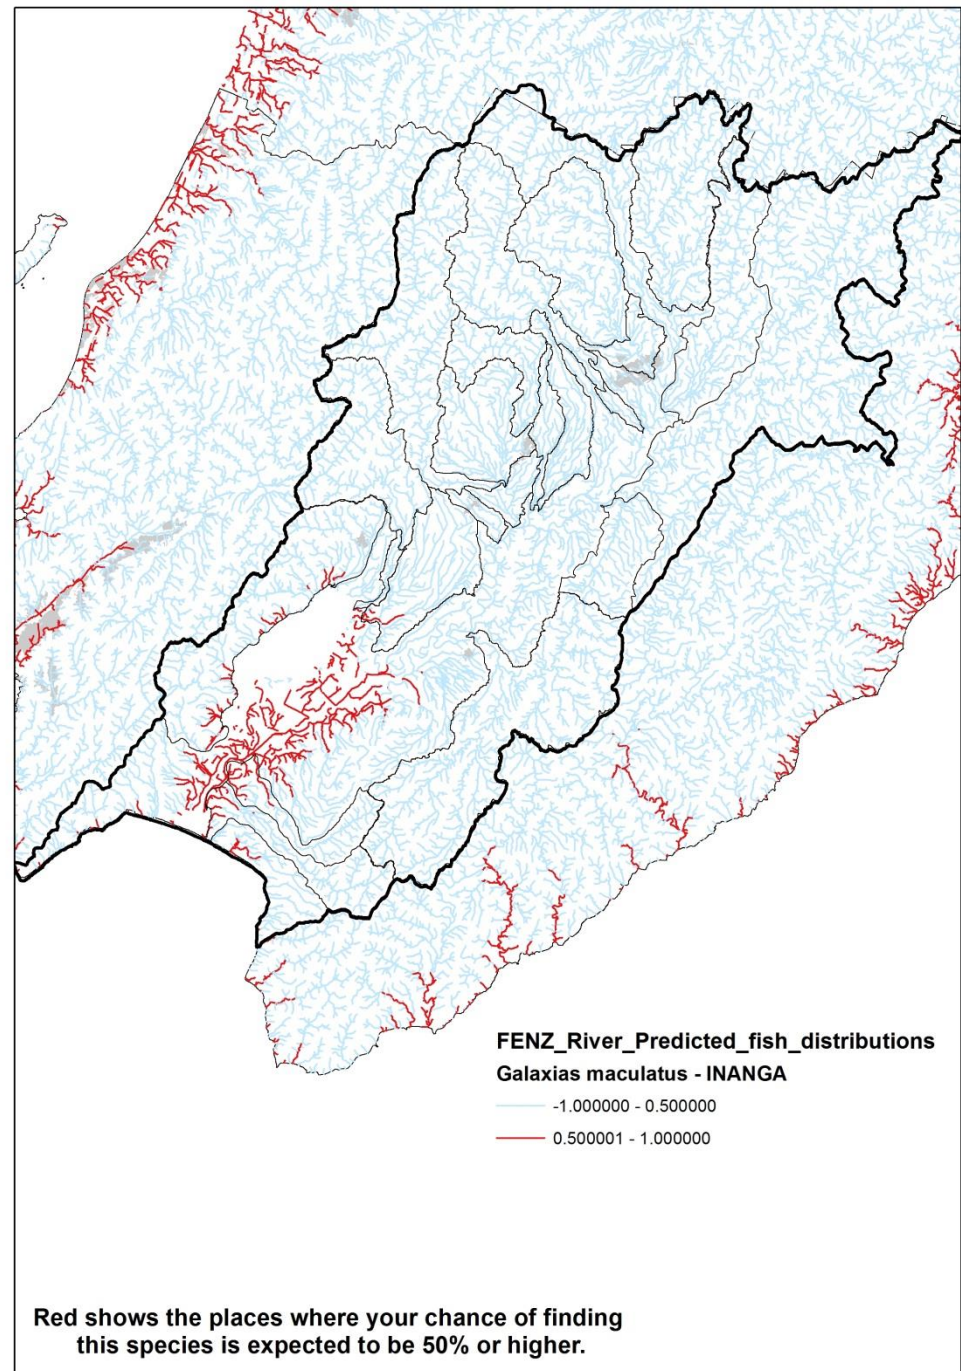 FENZ_River_Predicted_fish_distributions
Galaxias maculatus - INANGA
-1.000000 - 0.500000
0.500001 - 1.000000
Red shows the places where your chance of finding
this species is expected to be 50% or higher.